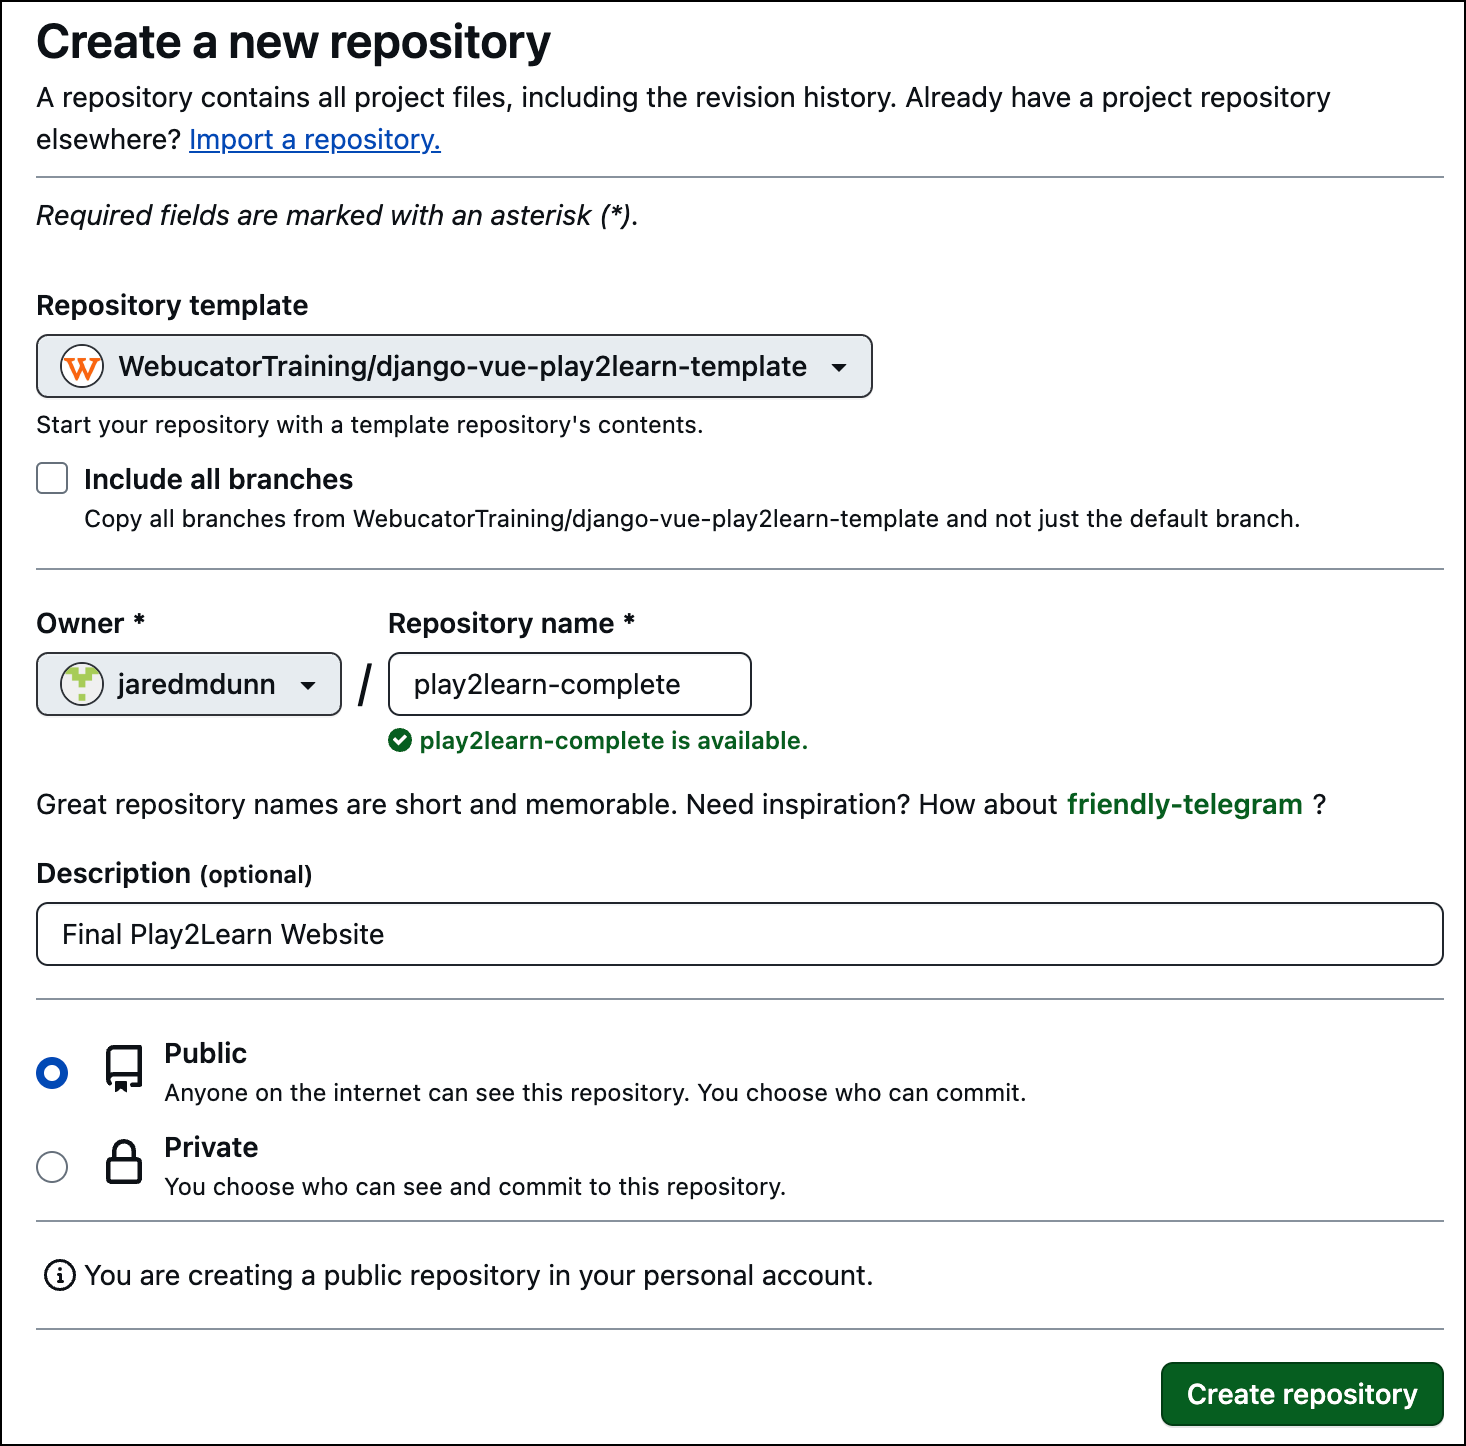 Create a new repository
A repository contains all project files, including the revision history. Already have a project repository
elsewhere? Import a repository.
Required fields are marked with an asterisk (*).
Repository template
W WebucatorTraining/django-vue-play2learn-template
Start your repository with a template repository's contents.
Include all branches
Copy all branches from WebucatorTraining/django-vue-play2learn-template and not just the default branch.
Owner * Repository name *
jaredmdunn / play2learn-complete
play2learn-complete is available.
Great repository names are short and memorable. Need inspiration? How about friendly-telegram ?
Description (optional)
Final Play2Learn Website
Public
Anyone on the internet can see this repository. You choose who can commit.
Private
You choose who can see and commit to this repository.
You are creating a public repository in your personal account.
Create repository